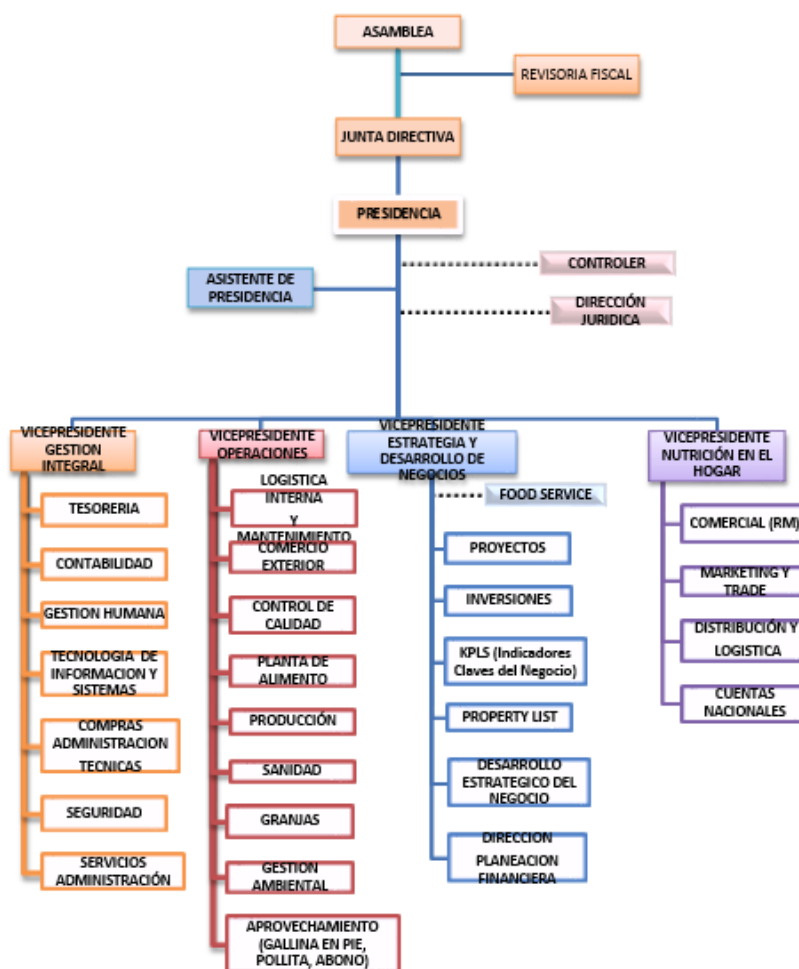 ASAMBLEA
REVISORIA FISCAL
JUNTA DIRECTIVA
PRESIDENCIA
CONTROLER
ASISTENTE DE
PRESIDENCIA
DIRECCIÓN
JURIDICA
VICEPRESIDENTE
GESTION
INTEGRAL
TESORERIA
CONTABILIDAD
GESTION HUMANA
TECNOLOGIA DE
INFORMACION Y
SISTEMAS
COMPRAS
ADMINISTRACION
TECNICAS
SEGURIDAD
SERVICIOS
ADMINISTRACIÓN
VICEPRESIDENTE
OPERACIONES
LOGISTICA
INTERNA
Y
MANTENIMIENTO
COMERCIO
EXTERIOR
CONTROL DE
CALIDAD
PLANTA DE
ALIMENTO
PRODUCCIÓN
SANIDAD
GRANJAS
GESTION
AMBIENTAL
APROVECHAMIENTO
(GALLINA EN PIE,
POLLITA, ABONO)
VICEPRESIDENTE
ESTRATEGIA Y
DESARROLLO DE
NEGOCIOS
FOOD SERVICE
PROYECTOS
INVERSIONES
KPLS (Indicadores
Claves del Negocio)
PROPERTY LIST
DESARROLLO
ESTRATEGICO DEL
NEGOCIO
DIRECCION
PLANEACION
FINANCIERA
VICEPRESIDENTE
NUTRICIÓN EN EL
HOGAR
COMERCIAL (RM)
MARKETING Y
TRADE
DISTRIBUCIÓN Y
LOGISTICA
CUENTAS
NACIONALES